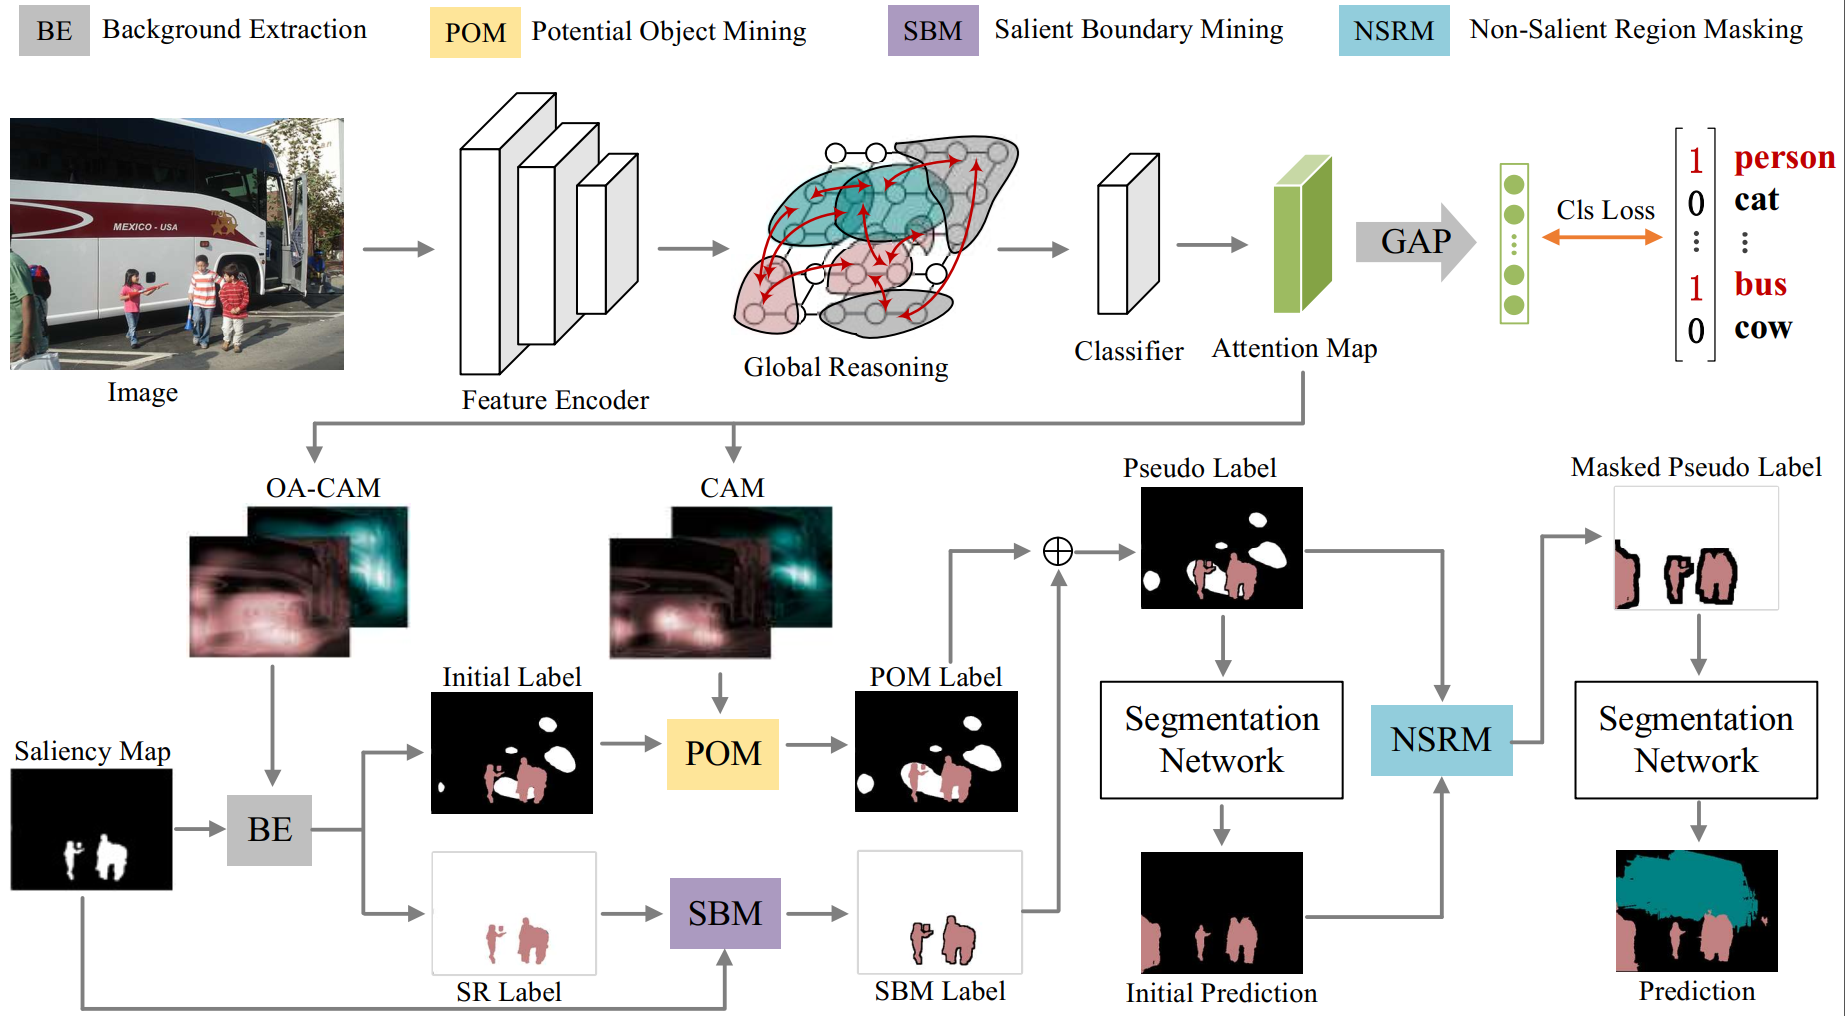 BE Background Extraction
POM Potential Object Mining
SBM Salient Boundary Mining
NSRM Non-Salient Region Masking
MEXICO - USA
Image
Feature Encoder
Global Reasoning
Classifier
Attention Map
GAP
Cls Loss
1 person
0 cat
⋮ ⋮
1 bus
0 cow
OA-CAM
CAM
Pseudo Label
Masked Pseudo Label
Initial Label
POM Label
Saliency Map
BE
POM
SBM
Segmentation
Network
NSRM
Segmentation
Network
SR Label
SBM Label
Initial Prediction
Prediction